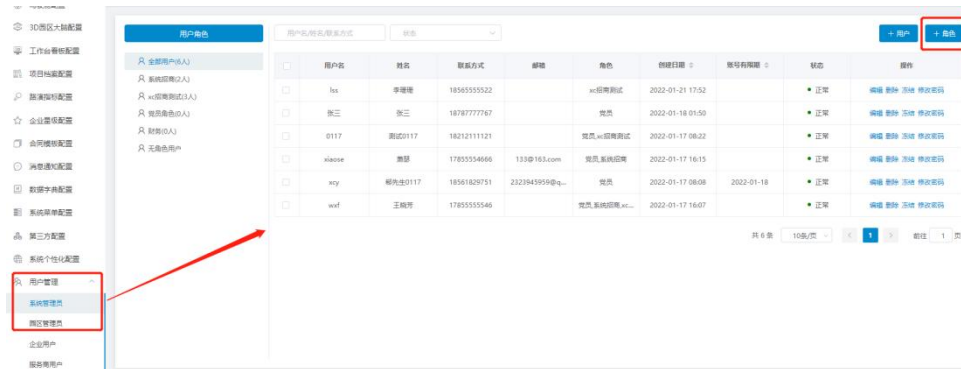 3D园区大脑配置
工作台看板配置
项目档案配置
路演指标配置
企业星级配置
合同模板配置
消息通知配置
数据字典配置
系统菜单配置
第三方配置
系统个性化配置
用户管理
系统管理员
园区管理员
企业用户
服务商用户
用户角色
全部用户(6人)
系统招商(2人)
xc招商测试(3人)
党员角色(0人)
财务(0人)
无角色用户
用户名/姓名/联系方式 状态 + 用户 + 角色
用户名 姓名 联系方式 邮箱 角色 创建日期 账号有限期 状态 操作
lss 李珊珊 18565555522 xc招商测试 2022-01-21 17:52 正常 编辑 删除 冻结 修改密码
张三 张三 18787777767 党员 2022-01-18 01:50 正常 编辑 删除 冻结 修改密码
0117 测试0117 18212111121 党员,xc招商测试 2022-01-17 08:22 正常 编辑 删除 冻结 修改密码
xiaose 17855554666 133@163.com 党员,系统招商 2022-01-17 16:15 正常 编辑 删除 冻结 修改密码
xcy 郗先生0117 18561829751 2323945959@q... 党员 2022-01-17 08:08 2022-01-18 正常 编辑 删除 冻结 修改密码
wxf 王晓芳 17855555546 党员,系统招商,xc... 2022-01-17 16:07 正常 编辑 删除 冻结 修改密码
共 6 条 10条/页 1 前往 1 页